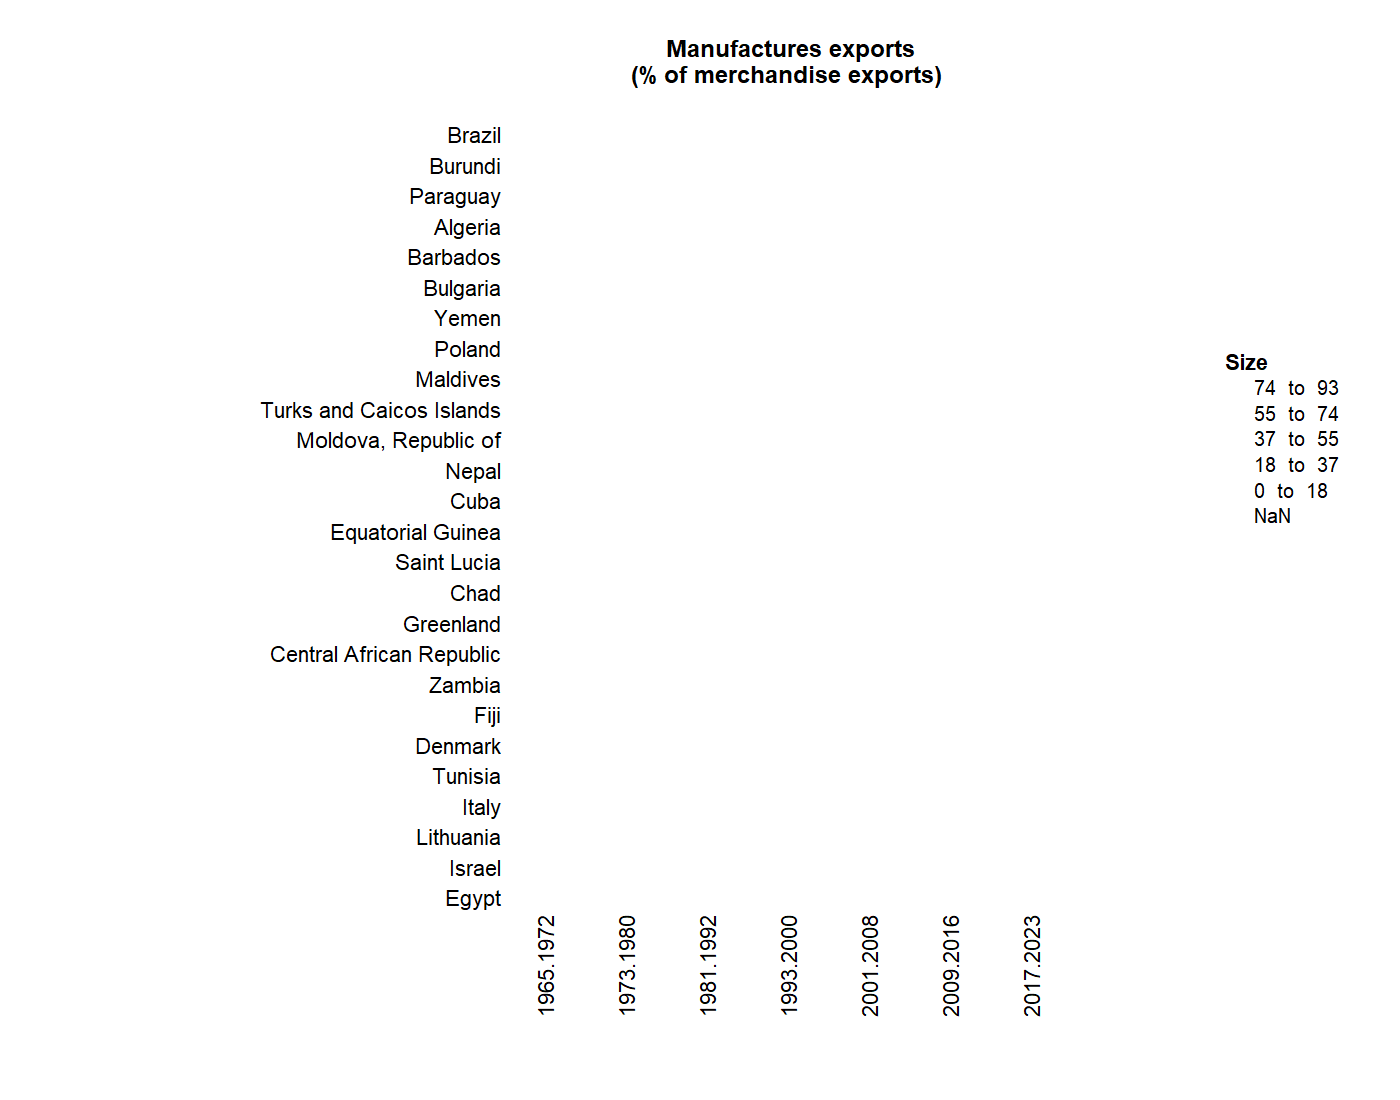 Manufactures exports
(% of merchandise exports)
Brazil
Burundi
Paraguay
Algeria
Barbados
Bulgaria
Yemen
Poland
Maldives
Turks and Caicos Islands
Moldova, Republic of
Nepal
Cuba
Equatorial Guinea
Saint Lucia
Chad
Greenland
Central African Republic
Zambia
Fiji
Denmark
Tunisia
Italy
Lithuania
Israel
Egypt
1965.1972
1973.1980
1981.1992
1993.2000
2001.2008
2009.2016
2017.2023
Size
74 to 93
55 to 74
37 to 55
18 to 37
0 to 18
NaN